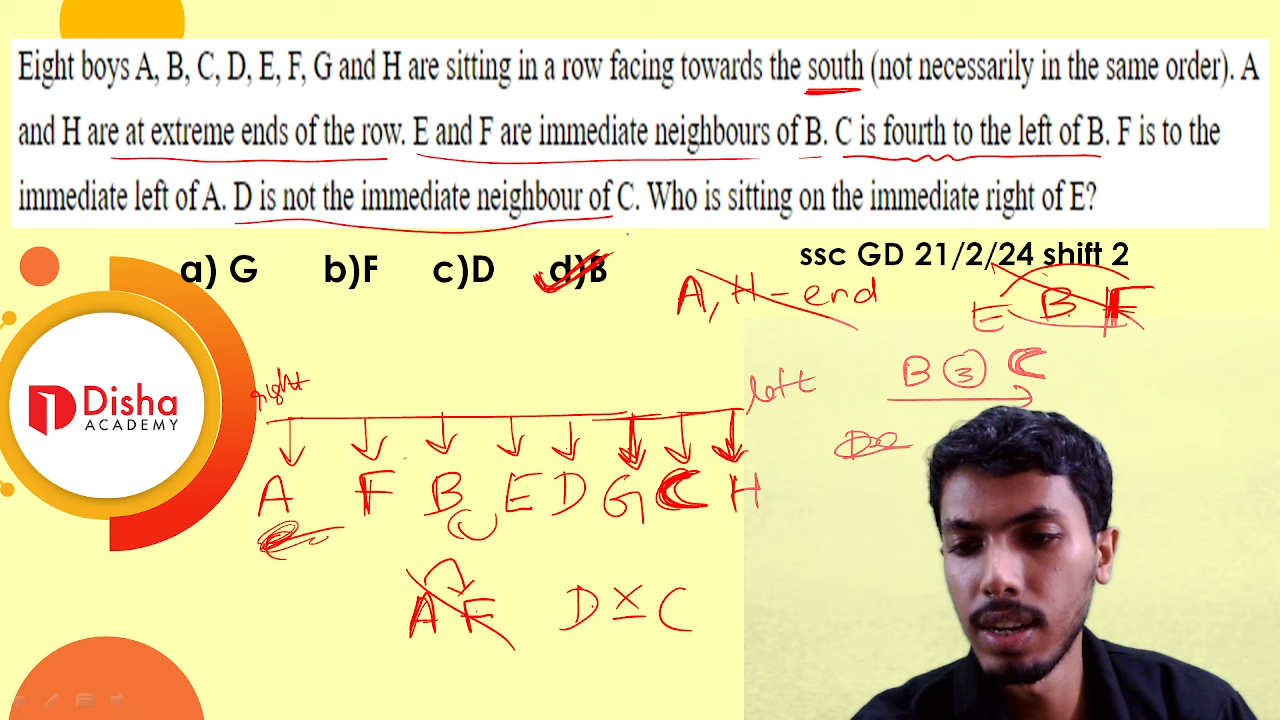 Eight boys A, B, C, D, E, F, G and H are sitting in a row facing towards the south (not necessarily in the same order). A
and H are at extreme ends of the row. E and F are immediate neighbours of B. C is fourth to the left of B. F is to the
immediate left of A. D is not the immediate neighbour of C. Who is sitting on the immediate right of E?
a) G b)F c)D d)B
ssc GD 21/2/24 shift 2
A, H - end
E B F
B 3 C
right
left
Disha
ACADEMY
A F B E D G C H
A F
D × C